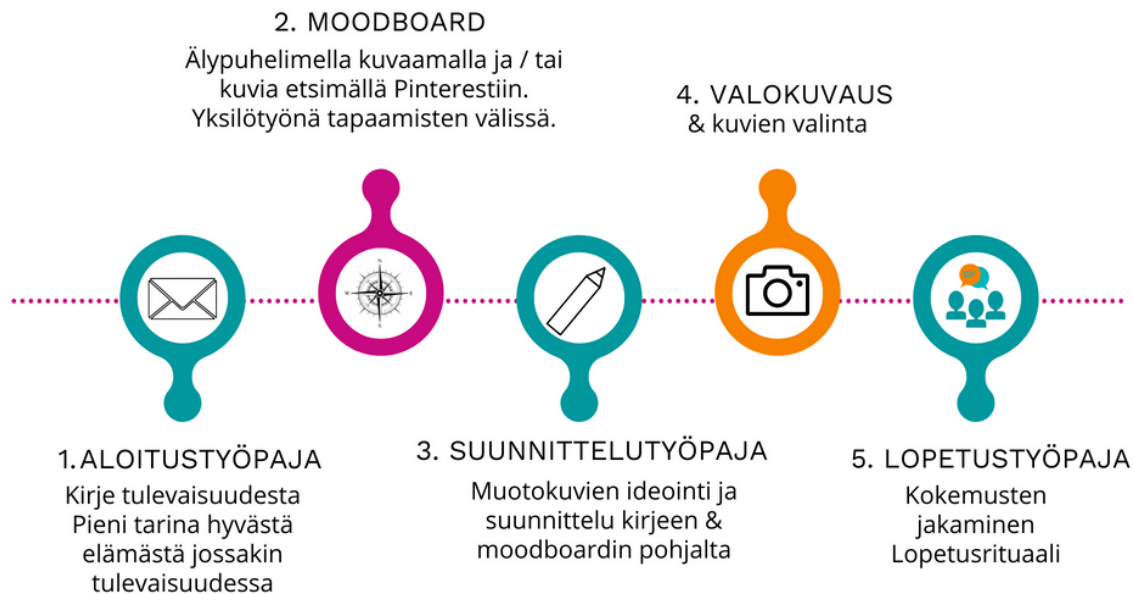 2. MOODBOARD
Älypuhelimella kuvaamalla ja / tai
kuvia etsimällä Pinterestiin.
Yksilötyönä tapaamisten välissä.
4. VALOKUVAUS
& kuvien valinta
1. ALOITUSTYÖPAJA
Kirje tulevaisuudesta
Pieni tarina hyvästä
elämästä jossakin
tulevaisuudessa
3. SUUNNITTELUTYÖPAJA
Muotokuvien ideointi ja
suunnittelu kirjeen &
moodboardin pohjalta
5. LOPETUSTYÖPAJA
Kokemusten
jakaminen
Lopetusrituaali